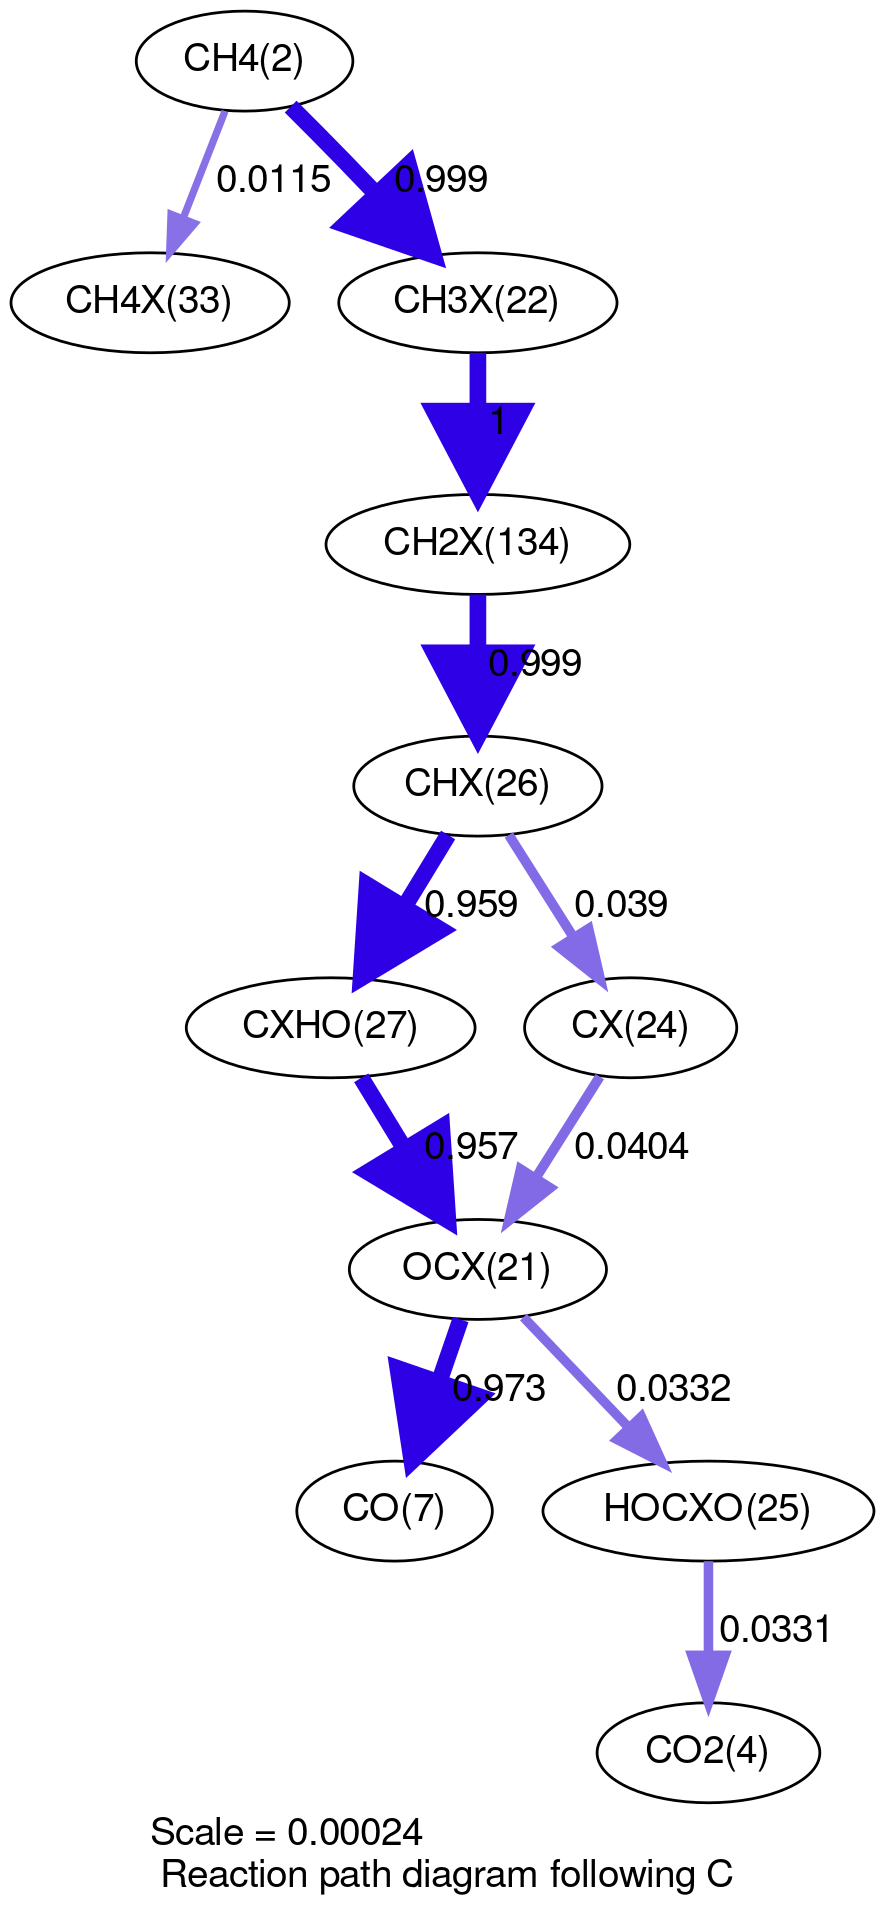 CH4(2)
0.0115
0.999
CH4X(33)
CH3X(22)
1
CH2X(134)
0.999
CHX(26)
0.959
0.039
CXHO(27)
CX(24)
0.957
0.0404
OCX(21)
0.973
0.0332
CO(7)
HOCXO(25)
0.0331
CO2(4)
Scale = 0.00024
Reaction path diagram following C